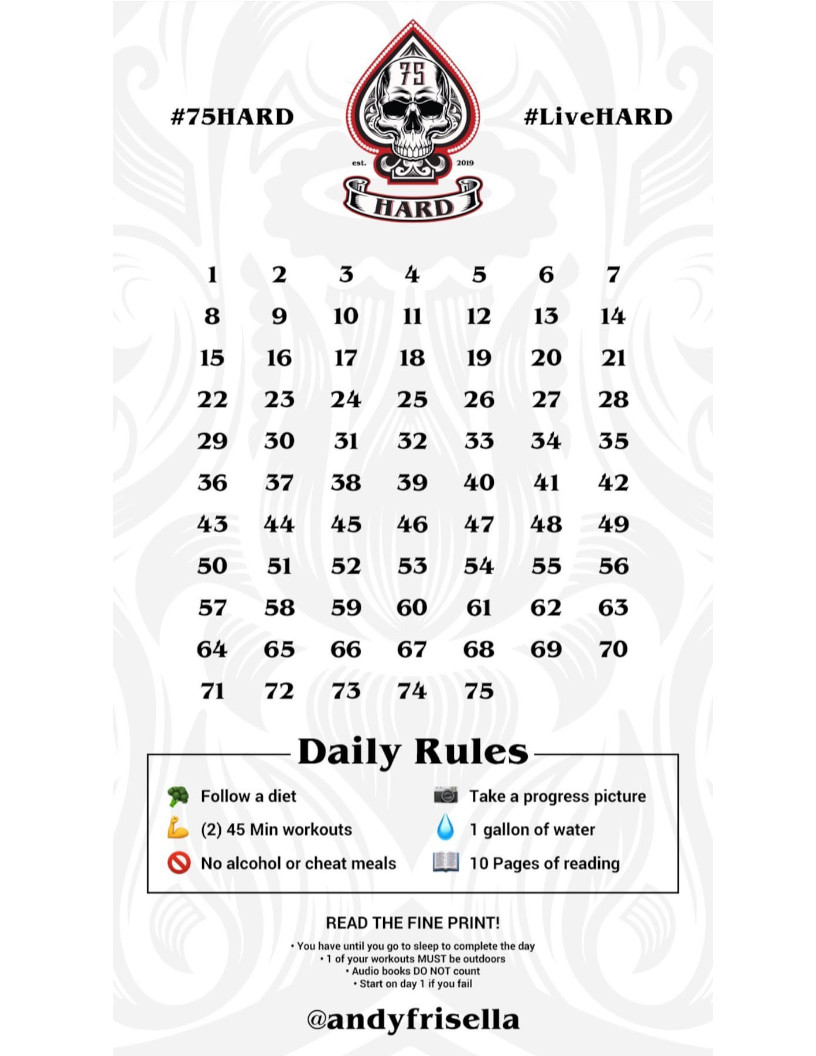 #75HARD
75
#LiveHARD
est.
2019
HARD
1 2 3 4 5 6 7
8 9 10 11 12 13 14
15 16 17 18 19 20 21
22 23 24 25 26 27 28
29 30 31 32 33 34 35
36 37 38 39 40 41 42
43 44 45 46 47 48 49
50 51 52 53 54 55 56
57 58 59 60 61 62 63
64 65 66 67 68 69 70
71 72 73 74 75
Daily Rules
Follow a diet
(2) 45 Min workouts
No alcohol or cheat meals
Take a progress picture
1 gallon of water
10 Pages of reading
READ THE FINE PRINT!
• You have until you go to sleep to complete the day
• 1 of your workouts MUST be outdoors
• Audio books DO NOT count
• Start on day 1 if you fail
@andyfrisella